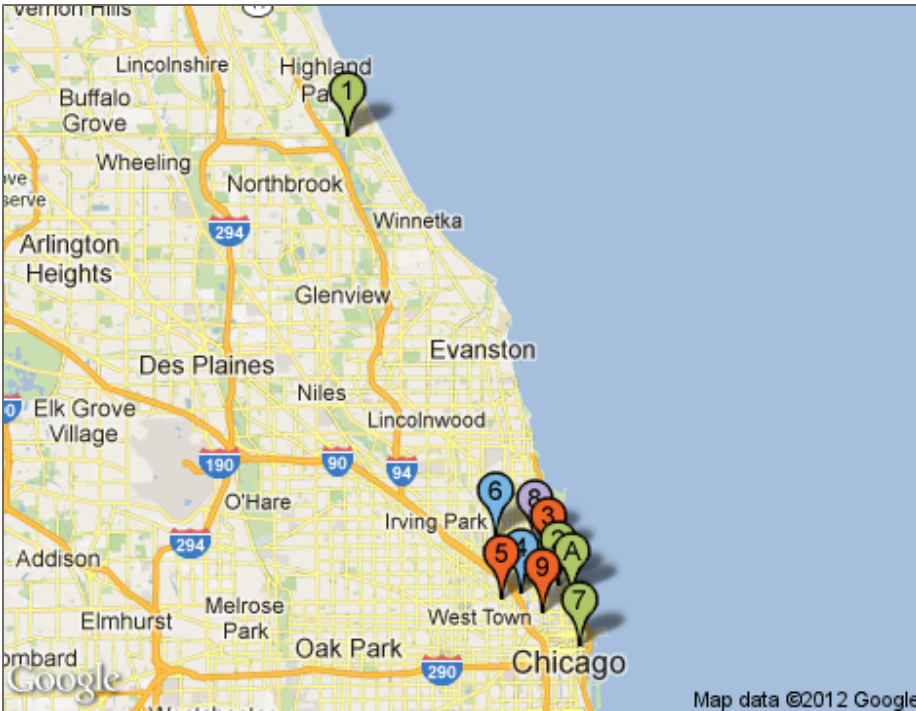 Vernon Hills
Lincolnshire
Highland
Buffalo
Grove
1
Wheeling
Northbrook
Winnetka
294
Arlington
Heights
Glenview
Evanston
Des Plaines
Niles
Elk Grove
Village
Lincolnwood
190
90
94
O'Hare
6
8
3
Irving Park
294
Addison
5
4
2
A
9
7
Elmhurst
Melrose
Park
West Town
Oak Park
290
Chicago
Google
Map data ©2012 Google